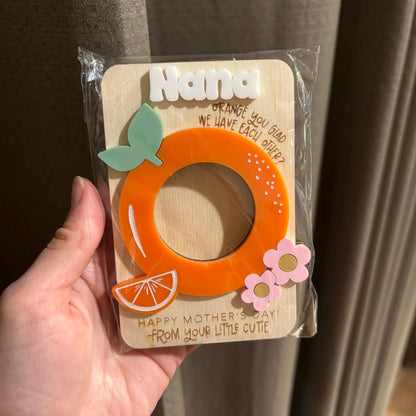 Nana
ORANGE YOU GLAD
WE HAVE EACH OTHER?
HAPPY MOTHER'S DAY!
-FROM YOUR LITTLE CUTIE